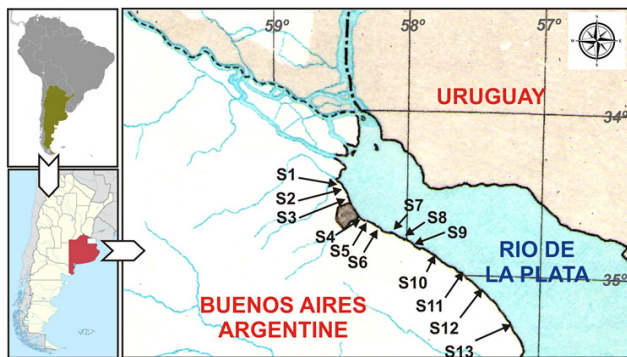 59°
58°
57°
URUGUAY
34°
S1
S2
S3
S4
S5
S6
S7
S8
S9
S10
S11
S12
S13
RIO DE
LA PLATA
35°
BUENOS AIRES
ARGENTINE